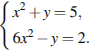 x² + y = 5,
6x² − y = 2.